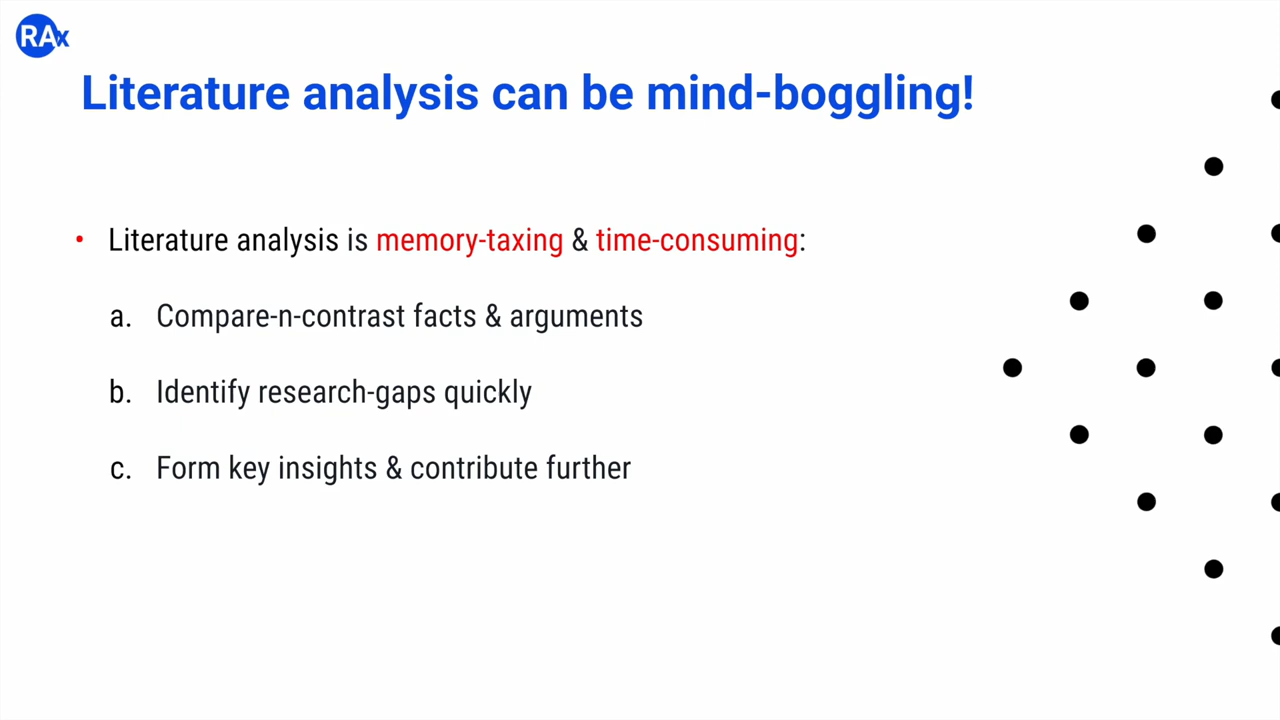 RAx
Literature analysis can be mind-boggling!
• Literature analysis is memory-taxing & time-consuming:
a. Compare-n-contrast facts & arguments
b. Identify research-gaps quickly
c. Form key insights & contribute further